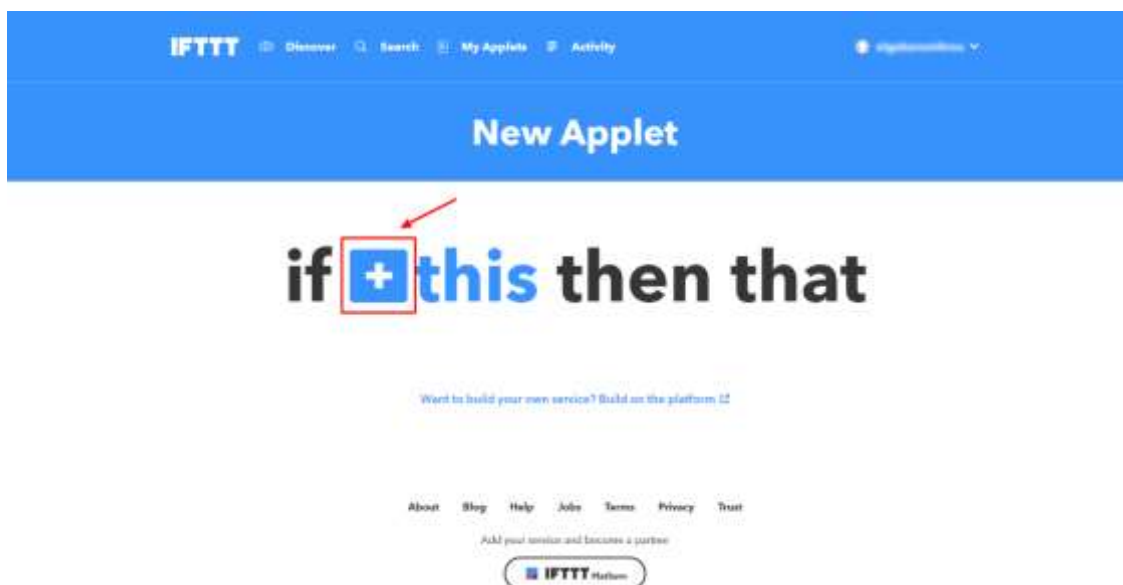 IFTTT Discover Search My Applets Activity
New Applet
if + this then that
Want to build your own service? Build on the platform
About Blog Help Jobs Terms Privacy Trust
Add your service and become a partner
IFTTT Platform